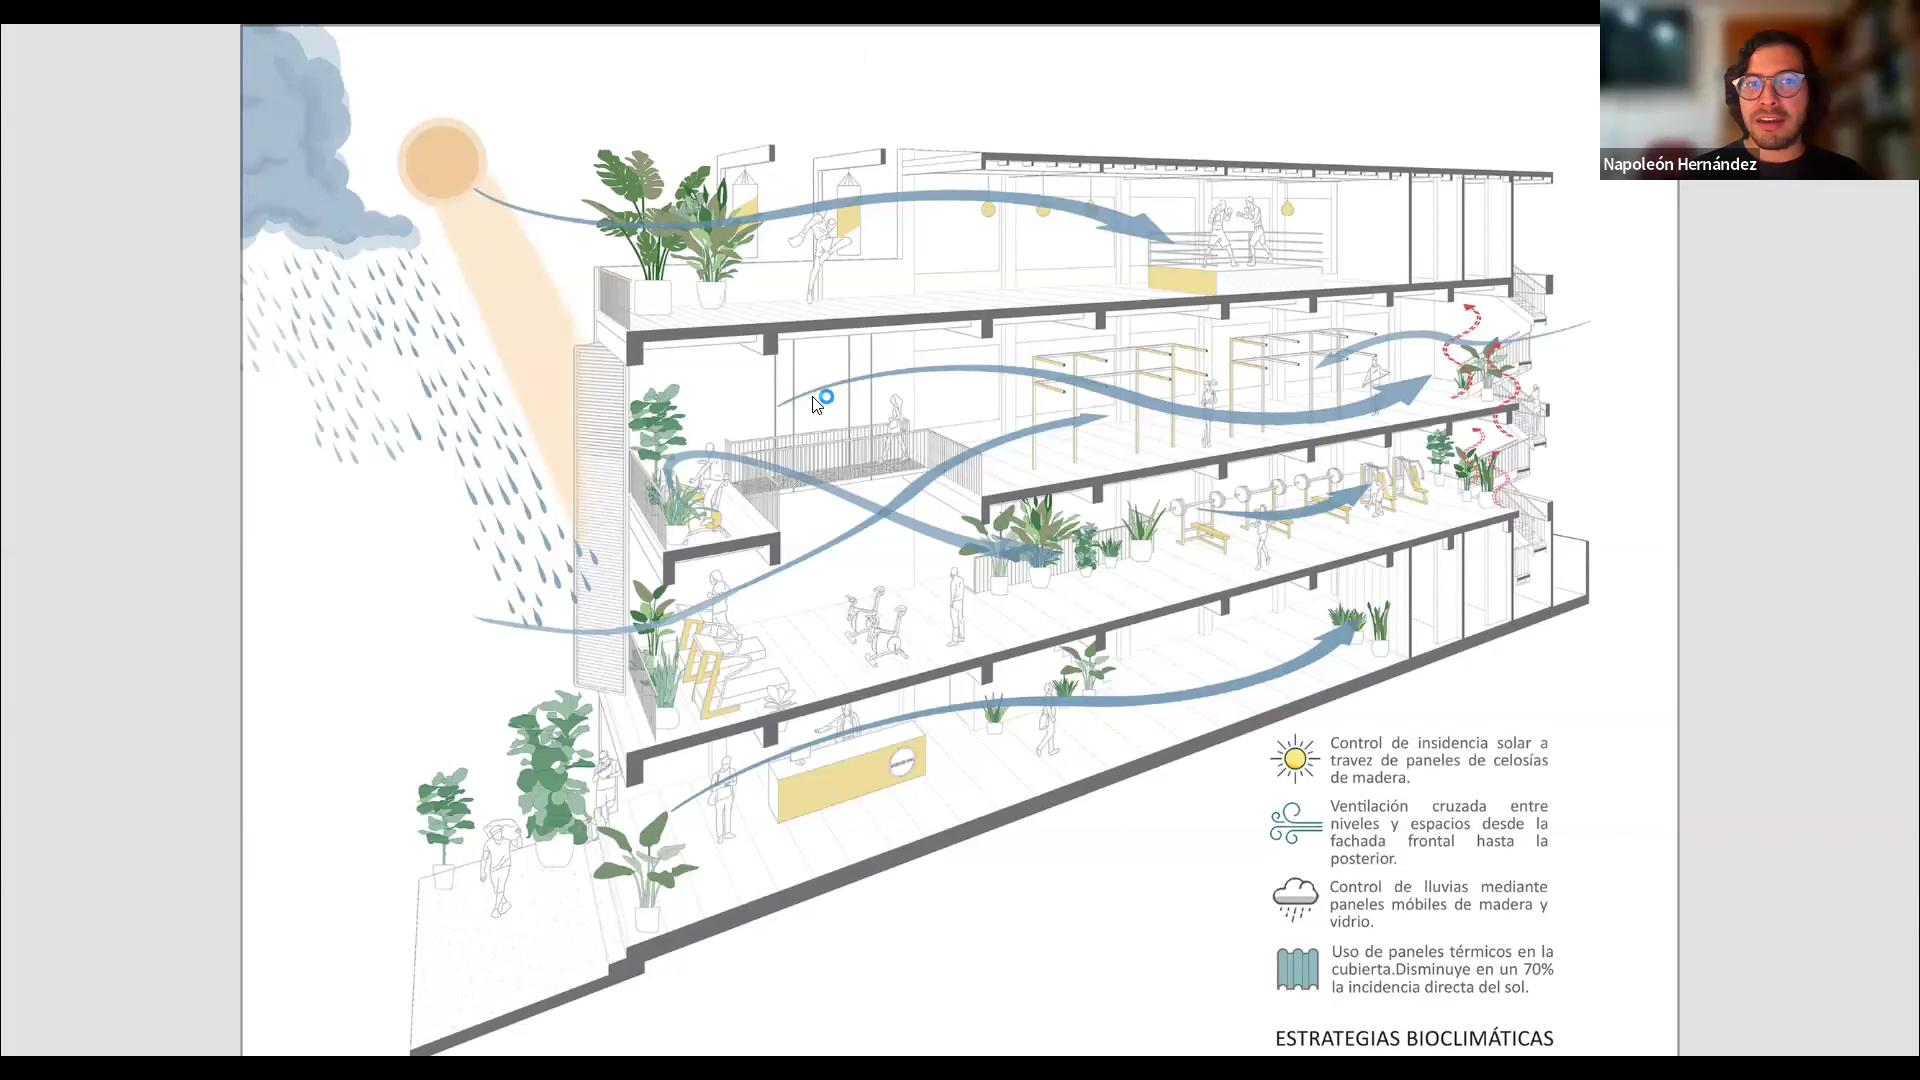 Napoleón Hernández
Control de insidencia solar a
travez de paneles de celosías
de madera.
Ventilación cruzada entre
niveles y espacios desde la
fachada frontal hasta la
posterior.
Control de lluvias mediante
paneles móbiles de madera y
vidrio.
Uso de paneles térmicos en la
cubierta.Disminuye en un 70%
la incidencia directa del sol.
ESTRATEGIAS BIOCLIMÁTICAS